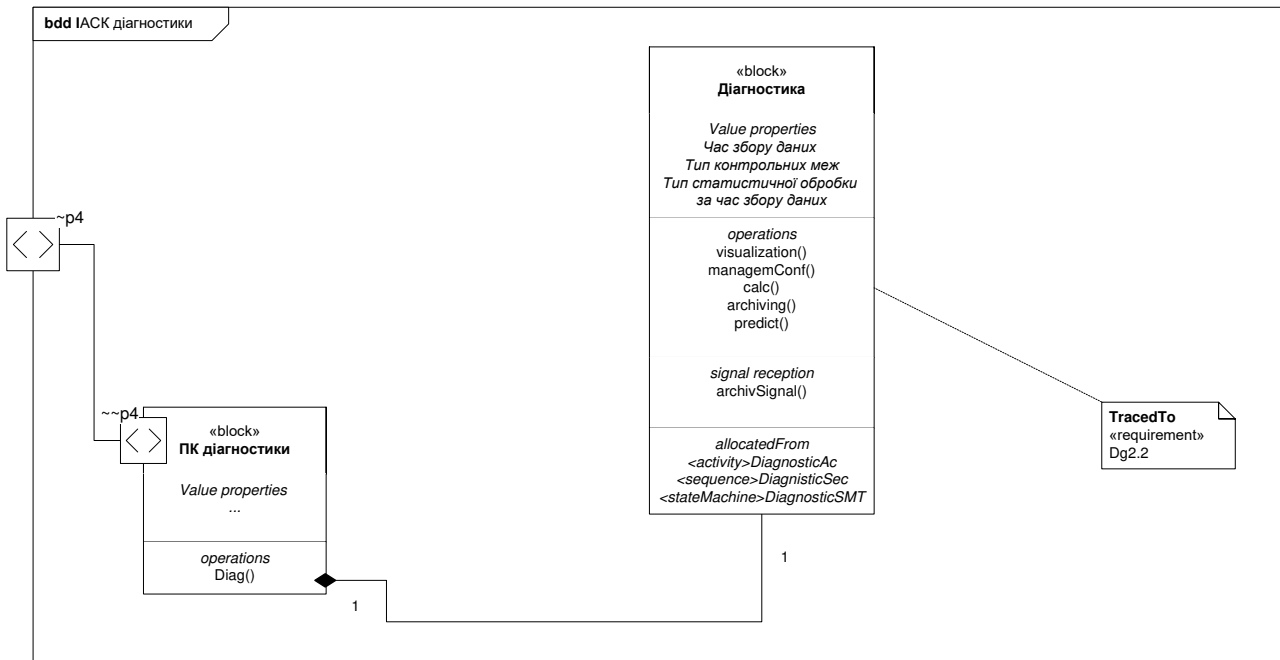 bdd ІАСК діагностики
«block»
Діагностика
Value properties
Час збору даних
Тип контрольних меж
Тип статистичної обробки
за час збору даних
operations
visualization()
managemConf()
calc()
archiving()
predict()
signal reception
archivSignal()
allocatedFrom
<activity>DiagnosticAc
<sequence>DiagnisticSec
<stateMachine>DiagnosticSMT
~p4
~~p4
«block»
ПК діагностики
Value properties
...
operations
Diag()
1
1
TracedTo
«requirement»
Dg2.2